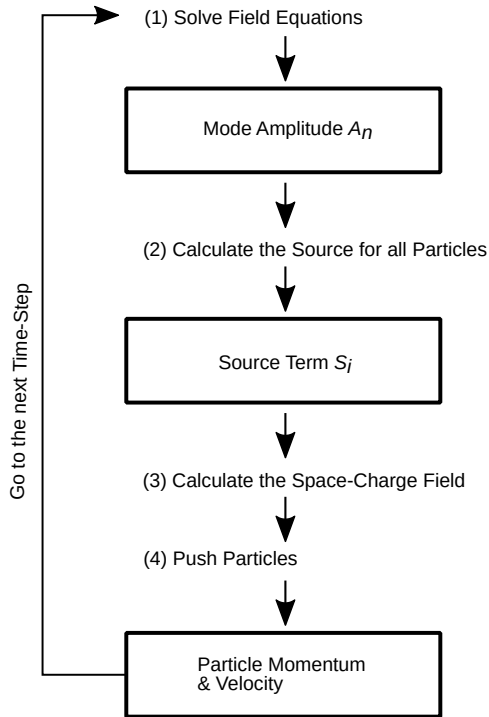 (1) Solve Field Equations
Mode Amplitude An
(2) Calculate the Source for all Particles
Source Term Si
(3) Calculate the Space-Charge Field
(4) Push Particles
Particle Momentum
& Velocity
Go to the next Time-Step